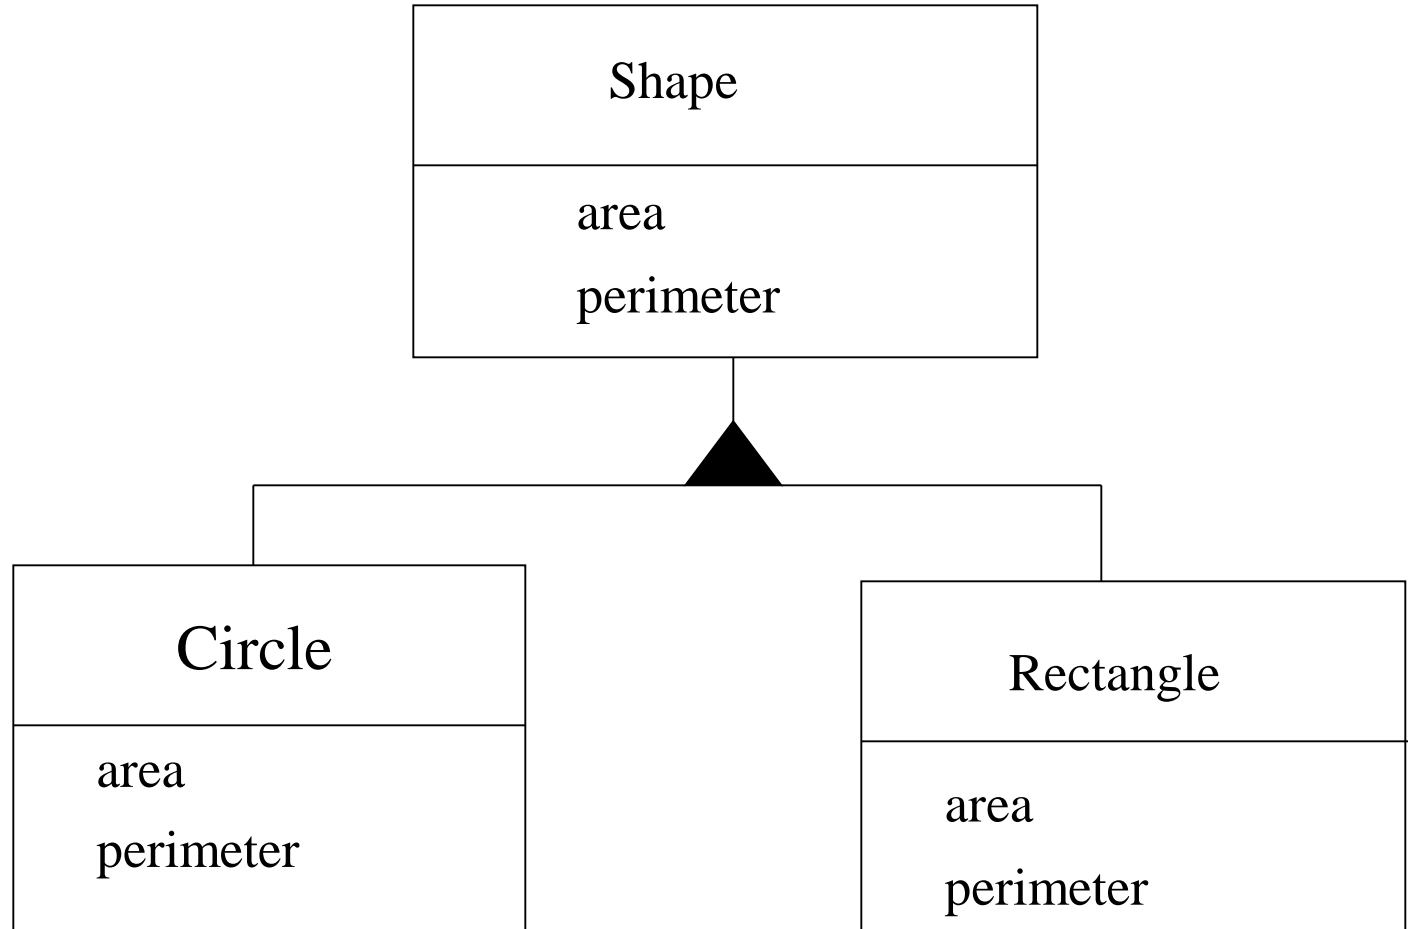 Shape
area
perimeter
Circle
area
perimeter
Rectangle
area
perimeter